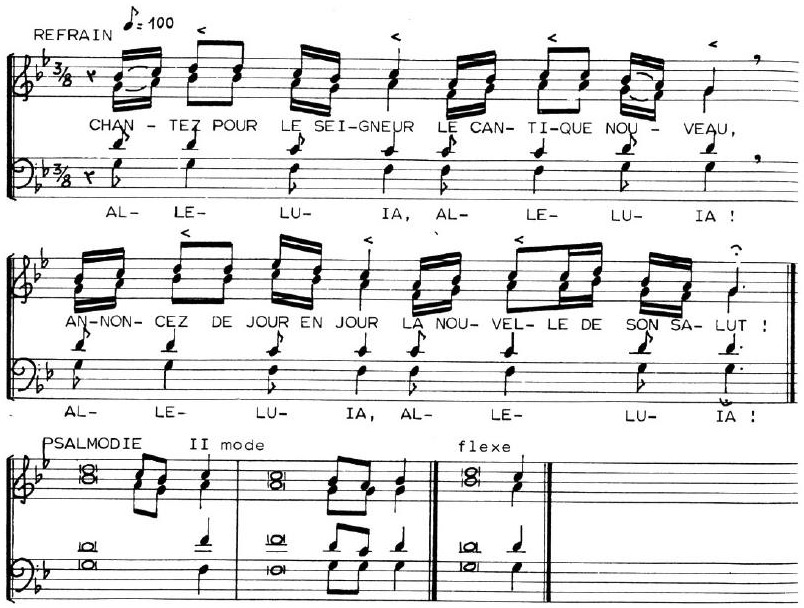 REFRAIN ♪=100
CHAN - TEZ POUR LE SEI-GNEUR LE CAN- TI-QUE NOU - VEAU,
AL- LE- LU- IA, AL- LE- LU- IA !
AN-NON- CEZ DE JOUR EN JOUR LA NOU- VEL- LE DE SON SA- LUT !
AL- LE- LU- IA, AL- LE- LU- IA !
PSALMODIE II mode flexe